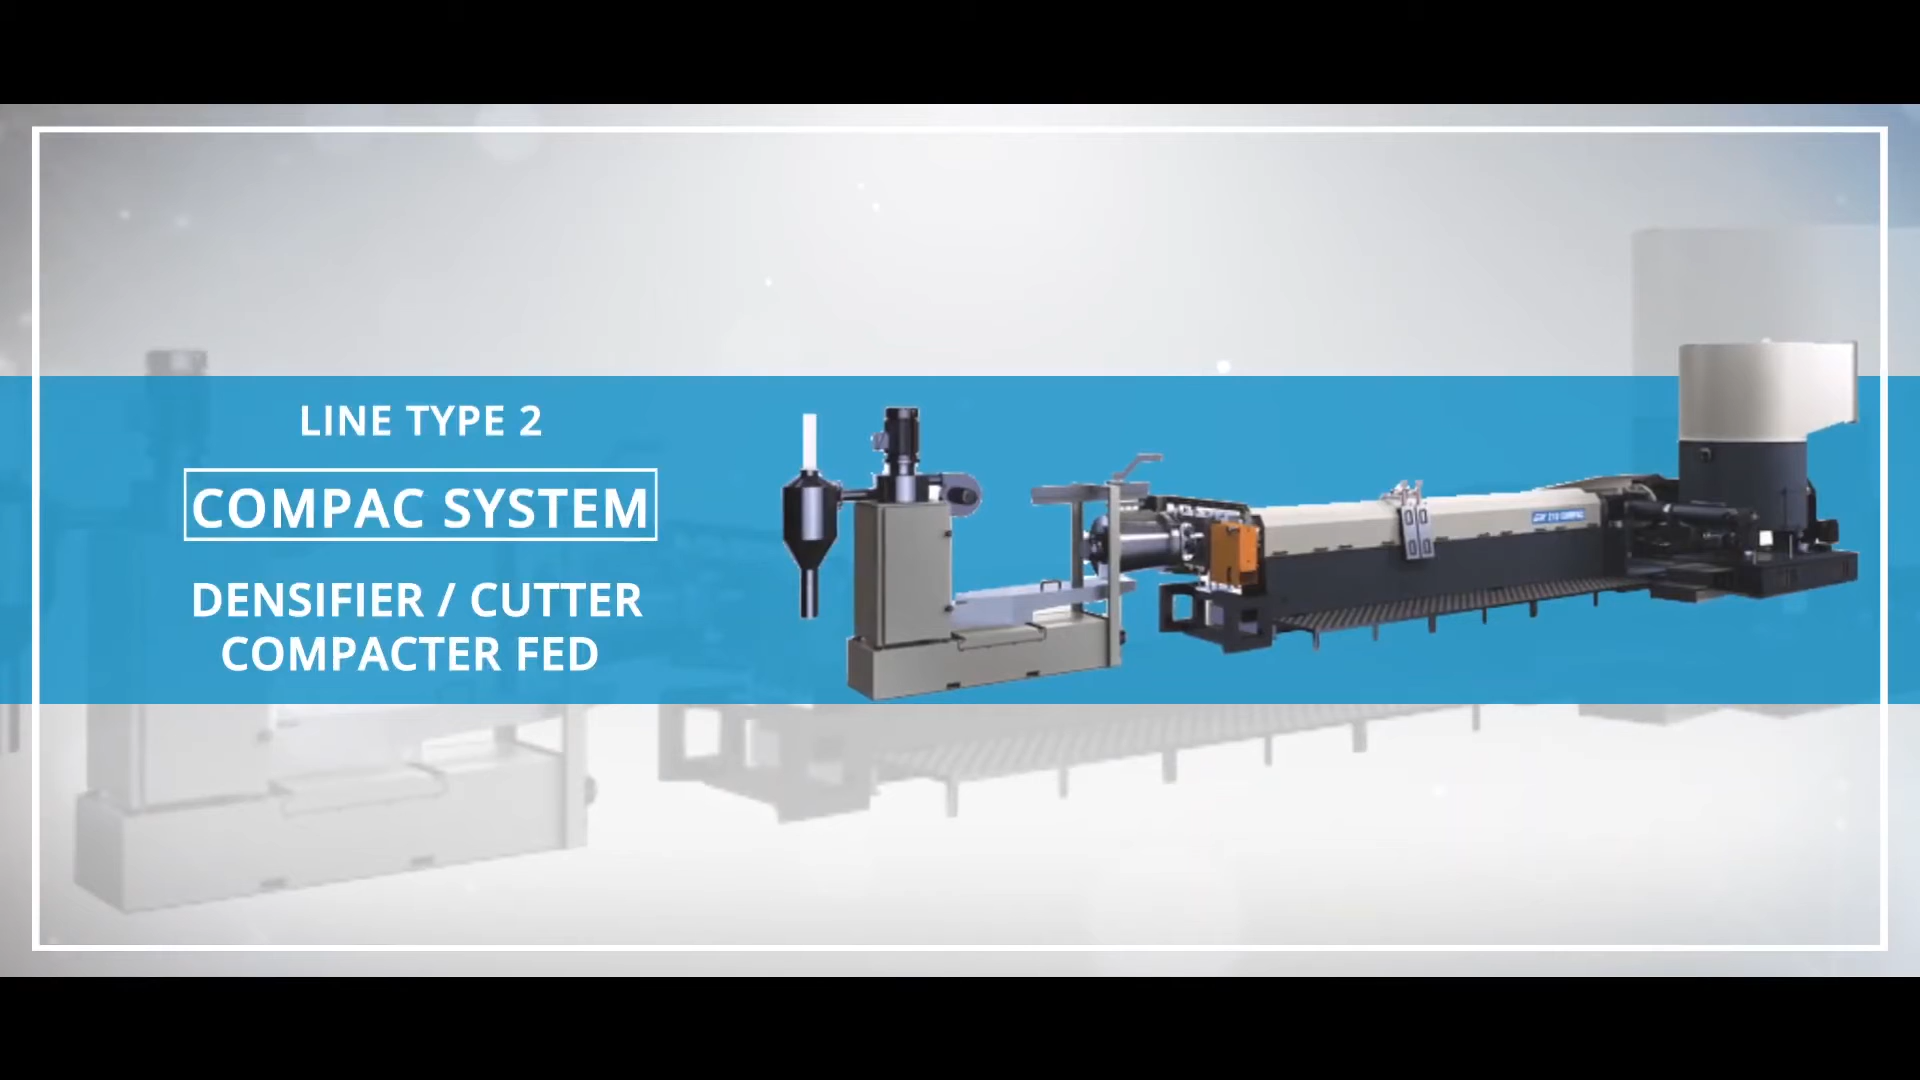 LINE TYPE 2
COMPAC SYSTEM
DENSIFIER / CUTTER
COMPACTER FED